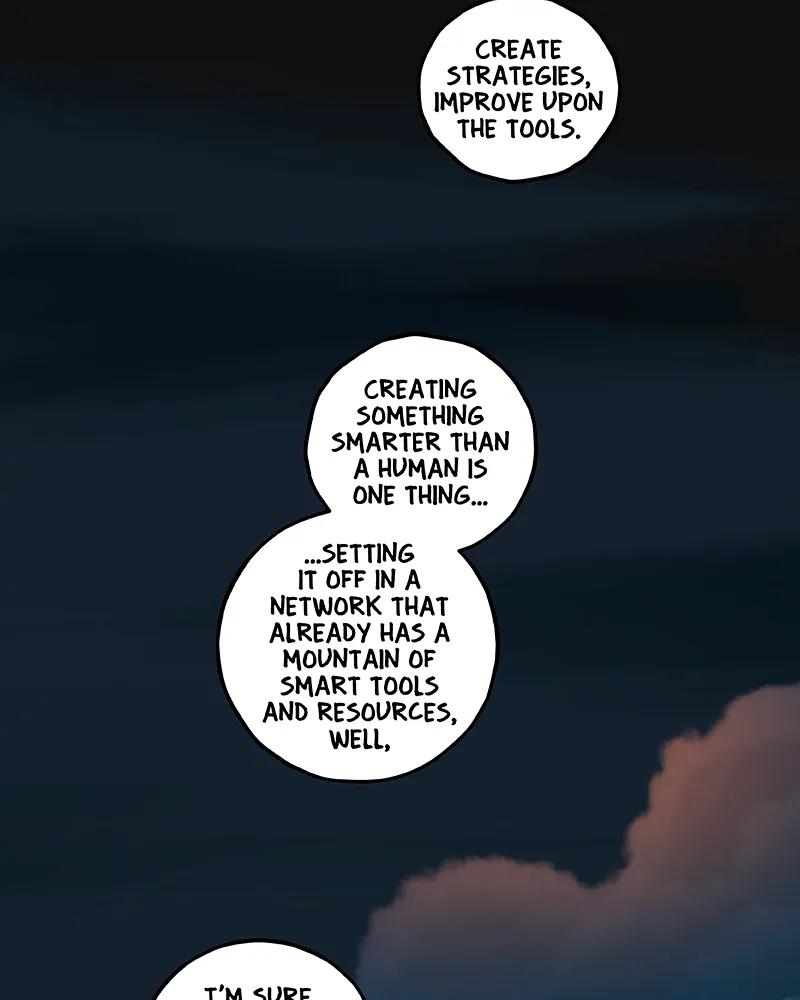 CREATE
STRATEGIES,
IMPROVE UPON
THE TOOLS.
CREATING
SOMETHING
SMARTER THAN
A HUMAN IS
ONE THING...
...SETTING
IT OFF IN A
NETWORK THAT
ALREADY HAS A
MOUNTAIN OF
SMART TOOLS
AND RESOURCES,
WELL,
I'M SURE